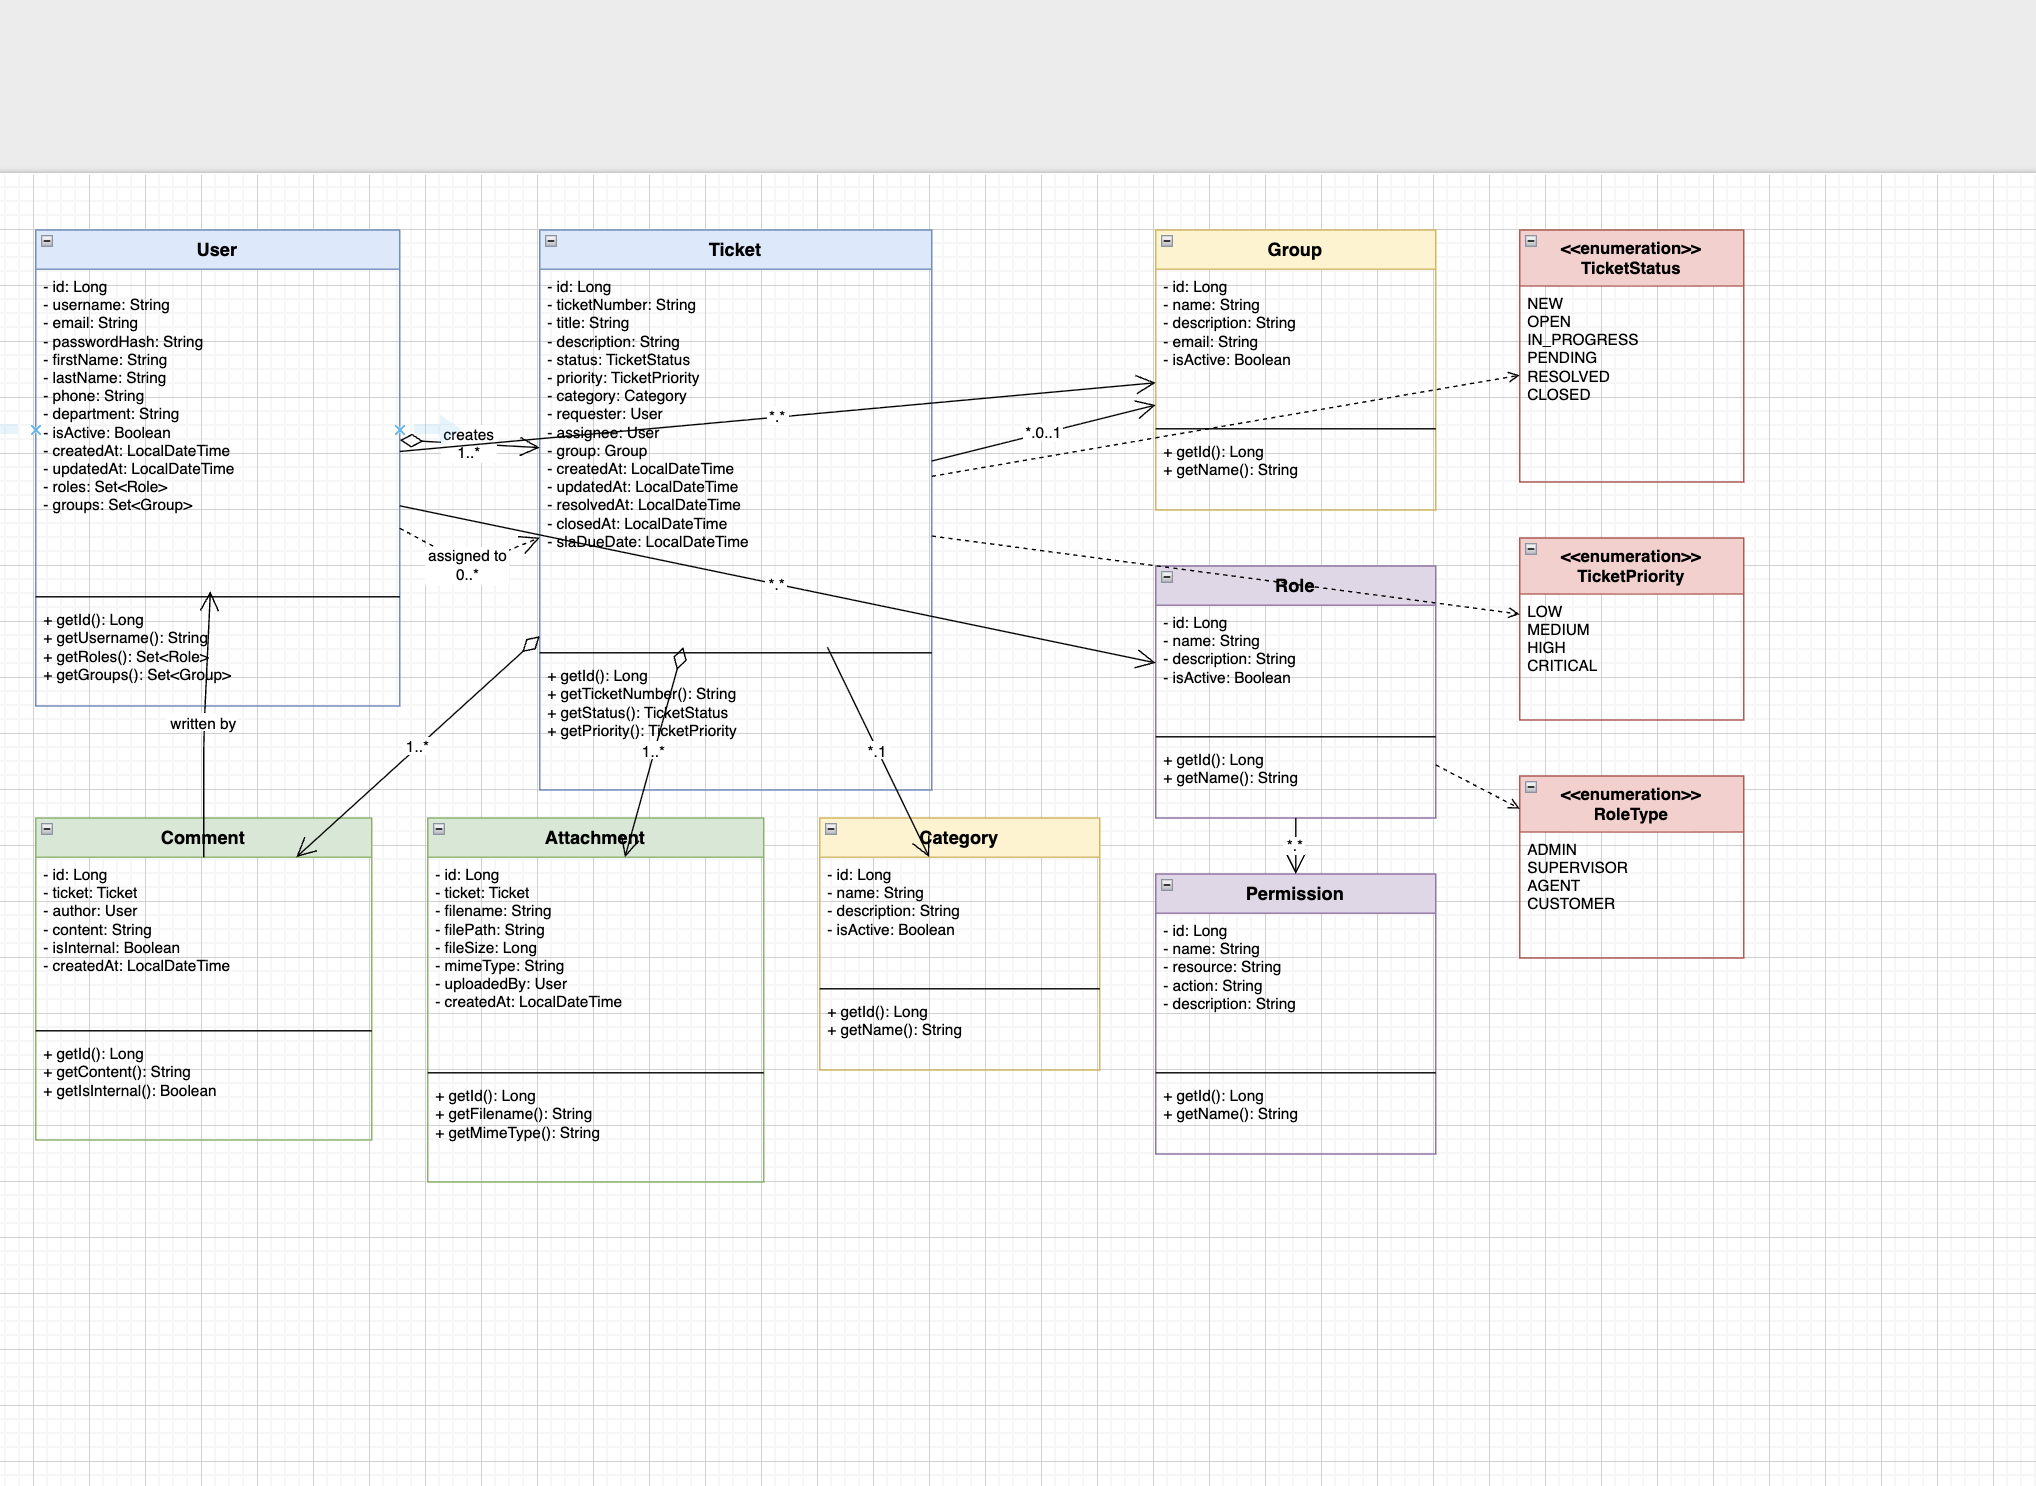 User
- id: Long
- username: String
- email: String
- passwordHash: String
- firstName: String
- lastName: String
- phone: String
- department: String
- isActive: Boolean
- createdAt: LocalDateTime
- updatedAt: LocalDateTime
- roles: Set<Role>
- groups: Set<Group>
+ getId(): Long
+ getUsername(): String
+ getRoles(): Set<Role>
+ getGroups(): Set<Group>
creates
1..*
assigned to
0..*
written by
Ticket
- id: Long
- ticketNumber: String
- title: String
- description: String
- status: TicketStatus
- priority: TicketPriority
- category: Category
- requester: User
- assignee: User
- group: Group
- createdAt: LocalDateTime
- updatedAt: LocalDateTime
- resolvedAt: LocalDateTime
- closedAt: LocalDateTime
- slaDueDate: LocalDateTime
+ getId(): Long
+ getTicketNumber(): String
+ getStatus(): TicketStatus
+ getPriority(): TicketPriority
*.*
*.0..1
*.*
1..*
1..*
*.1
Group
- id: Long
- name: String
- description: String
- email: String
- isActive: Boolean
+ getId(): Long
+ getName(): String
<<enumeration>>
TicketStatus
NEW
OPEN
IN_PROGRESS
PENDING
RESOLVED
CLOSED
Role
- id: Long
- name: String
- description: String
- isActive: Boolean
+ getId(): Long
+ getName(): String
*.*
<<enumeration>>
TicketPriority
LOW
MEDIUM
HIGH
CRITICAL
<<enumeration>>
RoleType
ADMIN
SUPERVISOR
AGENT
CUSTOMER
Comment
- id: Long
- ticket: Ticket
- author: User
- content: String
- isInternal: Boolean
- createdAt: LocalDateTime
+ getId(): Long
+ getContent(): String
+ getIsInternal(): Boolean
Attachment
- id: Long
- ticket: Ticket
- filename: String
- filePath: String
- fileSize: Long
- mimeType: String
- uploadedBy: User
- createdAt: LocalDateTime
+ getId(): Long
+ getFilename(): String
+ getMimeType(): String
Category
- id: Long
- name: String
- description: String
- isActive: Boolean
+ getId(): Long
+ getName(): String
Permission
- id: Long
- name: String
- resource: String
- action: String
- description: String
+ getId(): Long
+ getName(): String